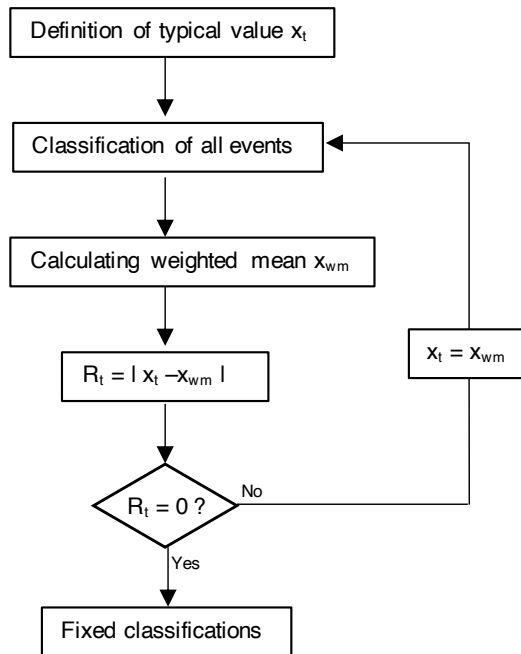 Definition of typical value xt
Classification of all events
Calculating weighted mean xwm
Rt = | xt –xwm |
xt = xwm
Rt = 0 ?
No
Yes
Fixed classifications